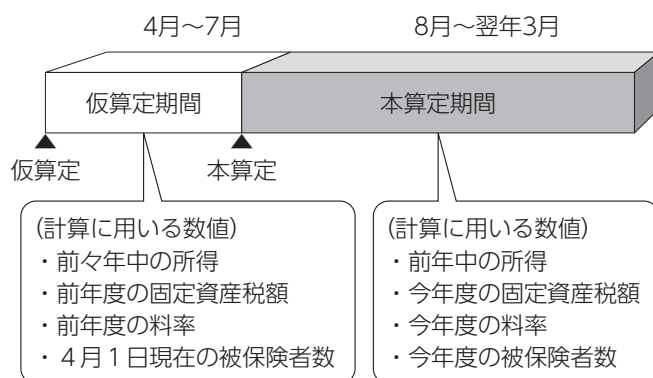 4月~7月
8月~翌年3月
仮算定期間
本算定期間
仮算定
本算定
(計算に用いる数値)
・前々年中の所得
・前年度の固定資産税額
・前年度の料率
・４月１日現在の被保険者数
(計算に用いる数値)
・前年中の所得
・今年度の固定資産税額
・今年度の料率
・今年度の被保険者数